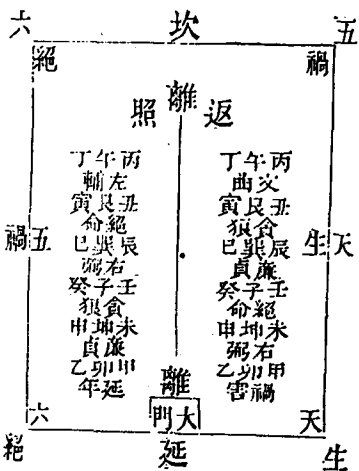 五坎六
禍絕
返離照
丙午丁
文曲
丑艮寅
貪狼
辰巽巳
廉貞
壬子癸
絕命
未坤申
右弼
甲卯乙
禍害
丙午丁
左輔
丑艮寅
絕命
辰巽巳
右弼
壬子癸
貪狼
未坤申
廉貞
甲卯乙
延年
天生
五禍
離
大門
天六
生延絕